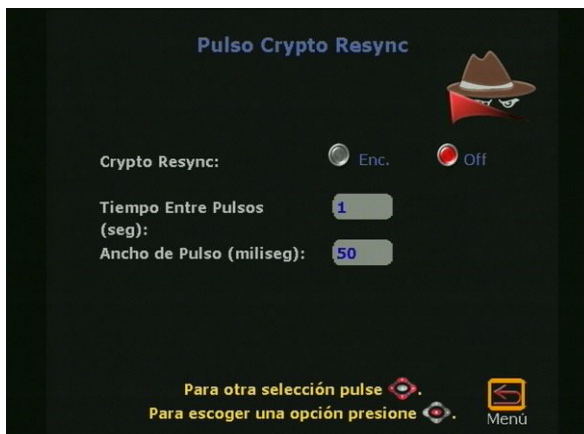 Pulso Crypto Resync
Crypto Resync: Enc. Off
Tiempo Entre Pulsos
(seg): 1
Ancho de Pulso (miliseg): 50
Para otra selección pulse .
Para escoger una opción presione .
Menú